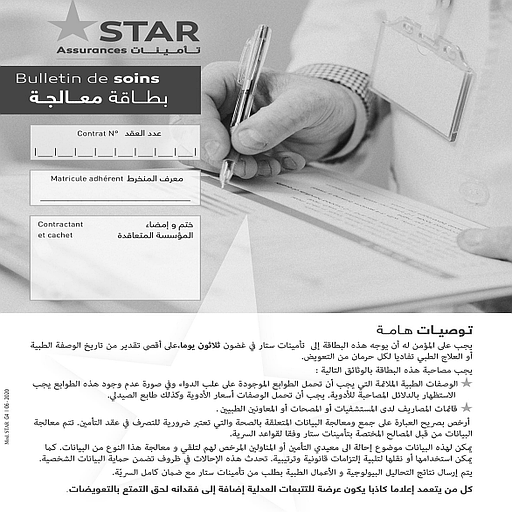 STAR
Assurances تأمينات
Bulletin de soins
بطاقة معالجة
Contrat N° عدد العقد
Matricule adhérent معرف المنخرط
Contractant ختم و إمضاء
et cachet المؤسسة المتعاقدة
توصيات هامة
يجب على المؤمن له أن يوجه هذه البطاقة إلى تأمينات ستار في غضون ثلاثون يوما،على أقصى تقدير من تاريخ الوصفة الطبية
أو العلاج الطبي تفاديا لكل حرمان من التعويض.
يجب مصاحبة هذه البطاقة بالوثائق التالية :
الوصفات الطبية الملائمة التي يجب أن تحمل الطوابع الموجودة على علب الدواء وفي صورة عدم وجود هذه الطوابع يجب
الاستظهار بالدلائل المصاحبة للأدوية. يجب أن تحمل الوصفات أسعار الأدوية وكذلك طابع الصيدلي.
قائمات المصاريف لدى المستشفيات أو المصحات أو المعاونين الطبيين .
أرخص بصريح العبارة على جمع ومعالجة البيانات المتعلقة بالصحة والتي تعتبر ضرورية للتصرف في عقد التأمين. تتم معالجة
البيانات من قبل المصالح المختصة بتأمينات ستار وفقا لقواعد السرية.
يمكن لهذه البيانات موضوع إحالة الى معيدي التأمين أو المناولين المرخص لهم لتلقي و معالجة هذا النوع من البيانات. كما
يمكن استخدامها أو نقلها لتلبية إلتزامات قانونية وترتيبية. تحدث هذه الإحالات في ظروف تضمن حماية البيانات الشخصية.
يتم إرسال نتائج التحاليل البيولوجية و الأعمال الطبية بطلب من تأمينات ستار مع ضمان كامل السريّة.
كل من يتعمد إعلاما كاذبا يكون عرضة للتتبعات العدلية إضافة إلى فقدانه لحق التمتع بالتعويضات.
Mod.STAR. 04 I 06-2020